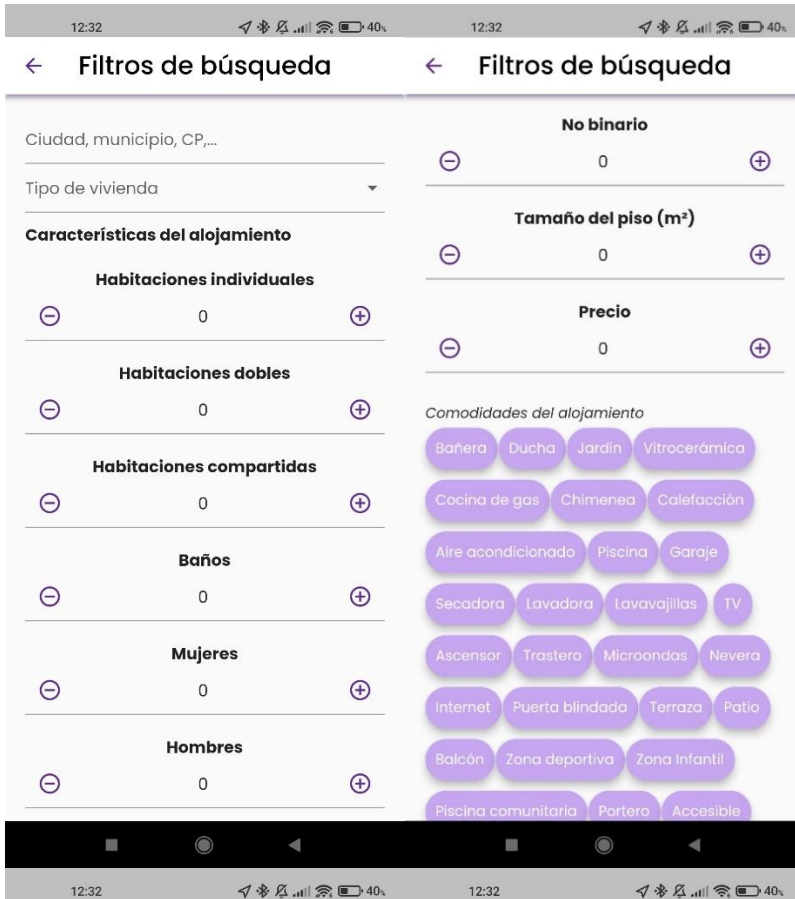 12:32 40%
Filtros de búsqueda
Ciudad, municipio, CP,...
Tipo de vivienda
Características del alojamiento
Habitaciones individuales
0
Habitaciones dobles
0
Habitaciones compartidas
0
Baños
0
Mujeres
0
Hombres
0
12:32 40%
Filtros de búsqueda
No binario
0
Tamaño del piso (m²)
0
Precio
0
Comodidades del alojamiento
Bañera Ducha Jardín Vitrocerámica
Cocina de gas Chimenea Calefacción
Aire acondicionado Piscina Garaje
Secadora Lavadora Lavavajillas TV
Ascensor Trastero Microondas Nevera
Internet Puerta blindada Terraza Patio
Balcón Zona deportiva Zona Infantil
Piscina comunitaria Portero Accesible
12:32 40%
12:32 40%